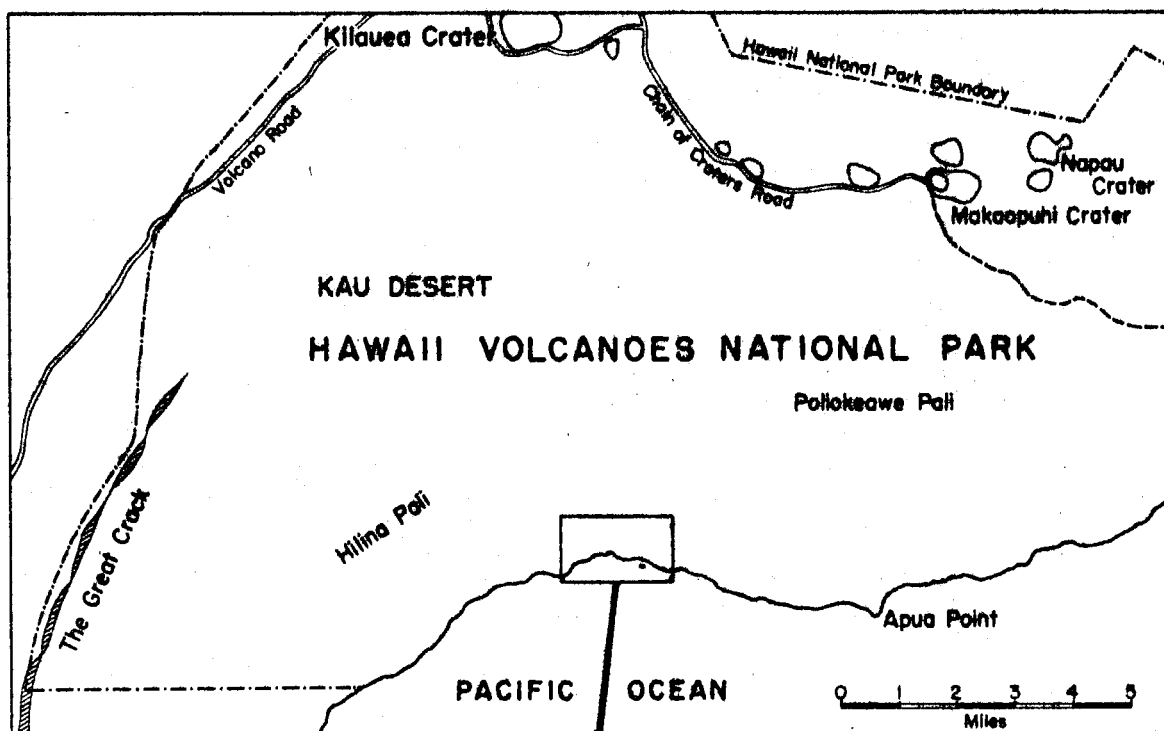 Kilauea Crater
Hawaii National Park Boundary
Volcano Road
Chain of Craters Road
Napau
Crater
Makaopuhi Crater
KAU DESERT
HAWAII VOLCANOES NATIONAL PARK
Poliokeawe Pali
The Great Crack
Hilina Pali
Apua Point
PACIFIC OCEAN
0 1 2 3 4 5
Miles